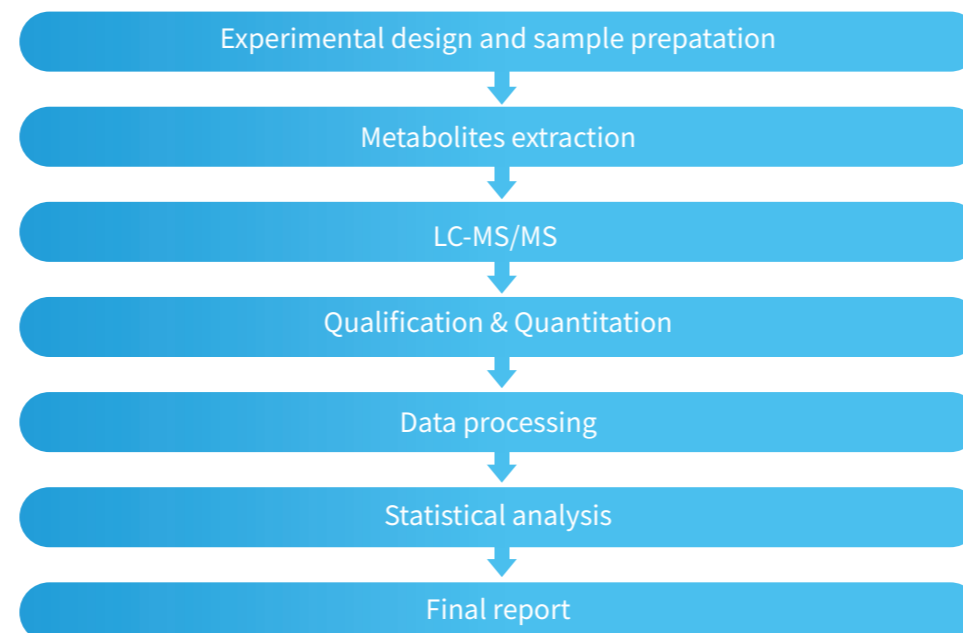 Experimental design and sample prepatation
Metabolites extraction
LC-MS/MS
Qualification & Quantitation
Data processing
Statistical analysis
Final report